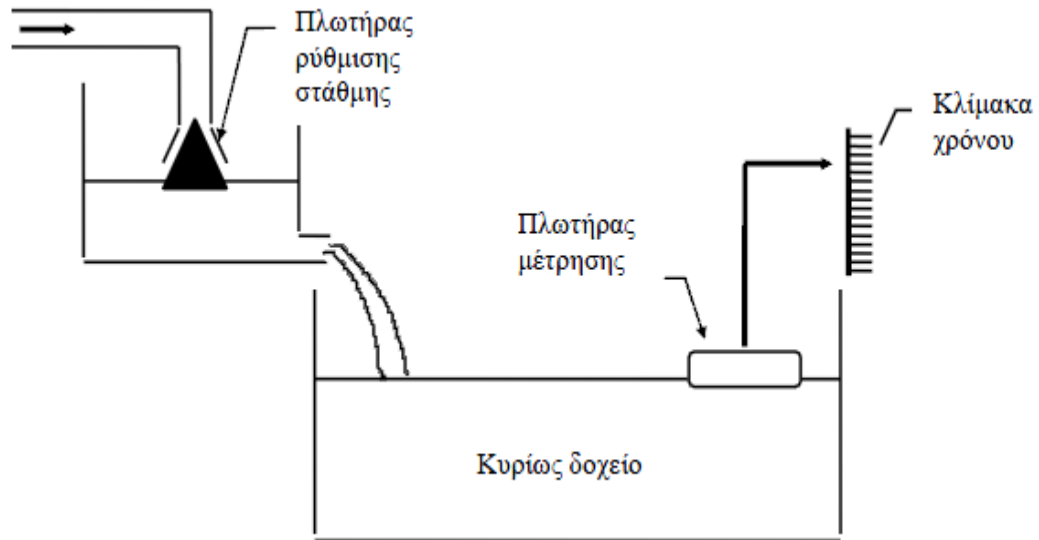 Πλωτήρας
ρύθμισης
στάθμης
Κλίμακα
χρόνου
Πλωτήρας
μέτρησης
Κυρίως δοχείο